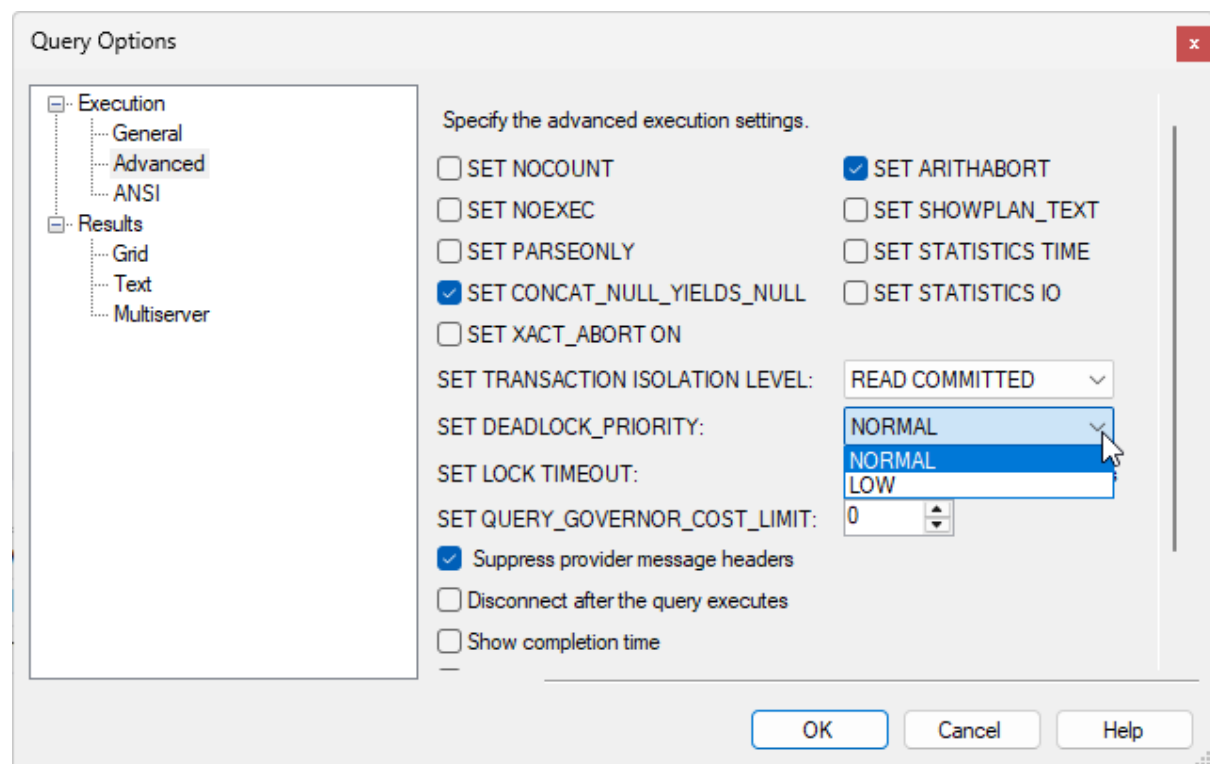 Query Options
x
Execution
General
Advanced
ANSI
Results
Grid
Text
Multiserver
Specify the advanced execution settings.
SET NOCOUNT
SET ARITHABORT
SET NOEXEC
SET SHOWPLAN_TEXT
SET PARSEONLY
SET STATISTICS TIME
SET CONCAT_NULL_YIELDS_NULL
SET STATISTICS IO
SET XACT_ABORT ON
SET TRANSACTION ISOLATION LEVEL:
READ COMMITTED
SET DEADLOCK_PRIORITY:
NORMAL
NORMAL
LOW
SET LOCK TIMEOUT:
SET QUERY_GOVERNOR_COST_LIMIT:
0
Suppress provider message headers
Disconnect after the query executes
Show completion time
OK
Cancel
Help